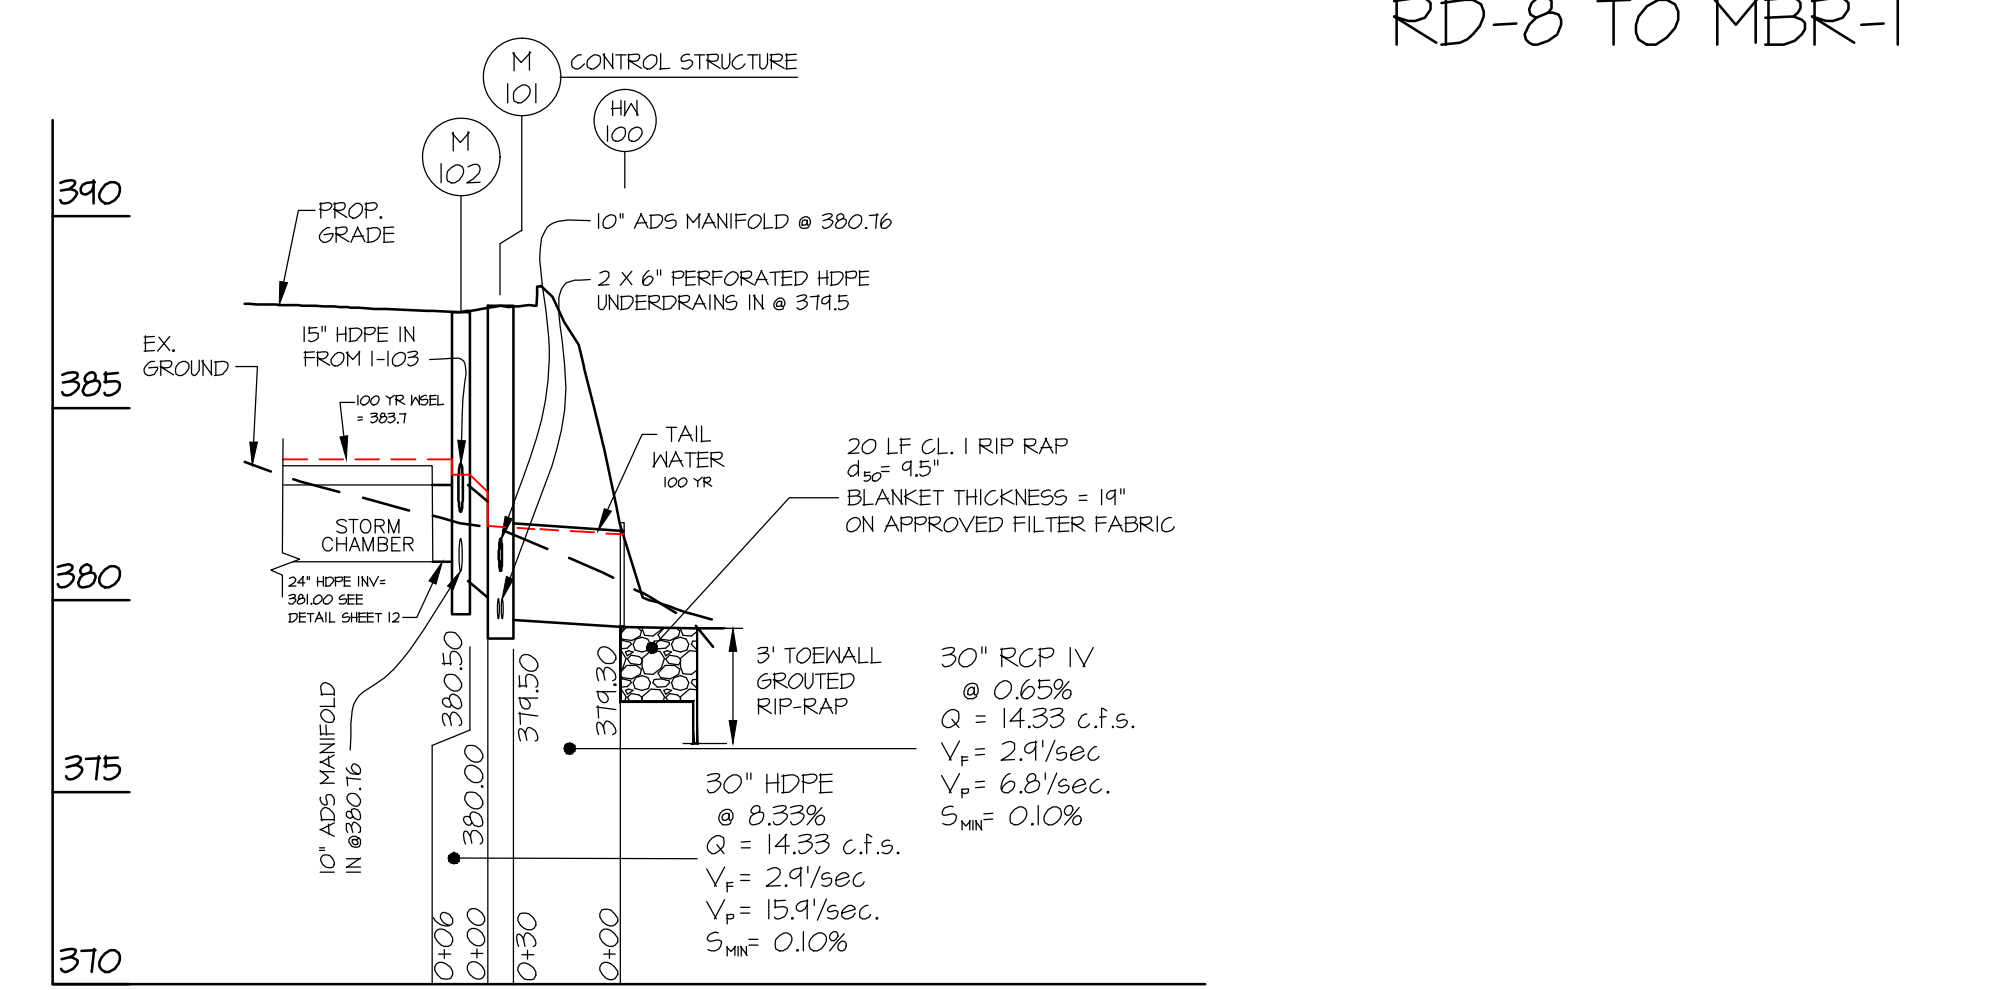 RD-8 TO MBR-1
M
101
CONTROL STRUCTURE
HW
100
M
102
390
385
380
375
370
PROP.
GRADE
10" ADS MANIFOLD @ 380.76
2 X 6" PERFORATED HDPE
UNDERDRAINS IN @ 379.5
EX.
GROUND
15" HDPE IN
FROM I-103
100 YR WSEL
= 383.7
TAIL
WATER
100 YR
20 LF CL. 1 RIP RAP
d50= 9.5"
BLANKET THICKNESS = 19"
ON APPROVED FILTER FABRIC
STORM
CHAMBER
24" HDPE INV=
381.00 SEE
DETAIL SHEET 12
10" ADS MANIFOLD
IN @380.76
380.50
380.00
379.50
379.30
3' TOEWALL
GROUTED
RIP-RAP
30" RCP IV
@ 0.65%
Q = 14.33 c.f.s.
VF= 2.9'/sec
VP= 6.8'/sec.
SMIN= 0.10%
30" HDPE
@ 8.33%
Q = 14.33 c.f.s.
VF= 2.9'/sec
VP= 15.9'/sec.
SMIN= 0.10%
0+06
0+00
0+30
0+00